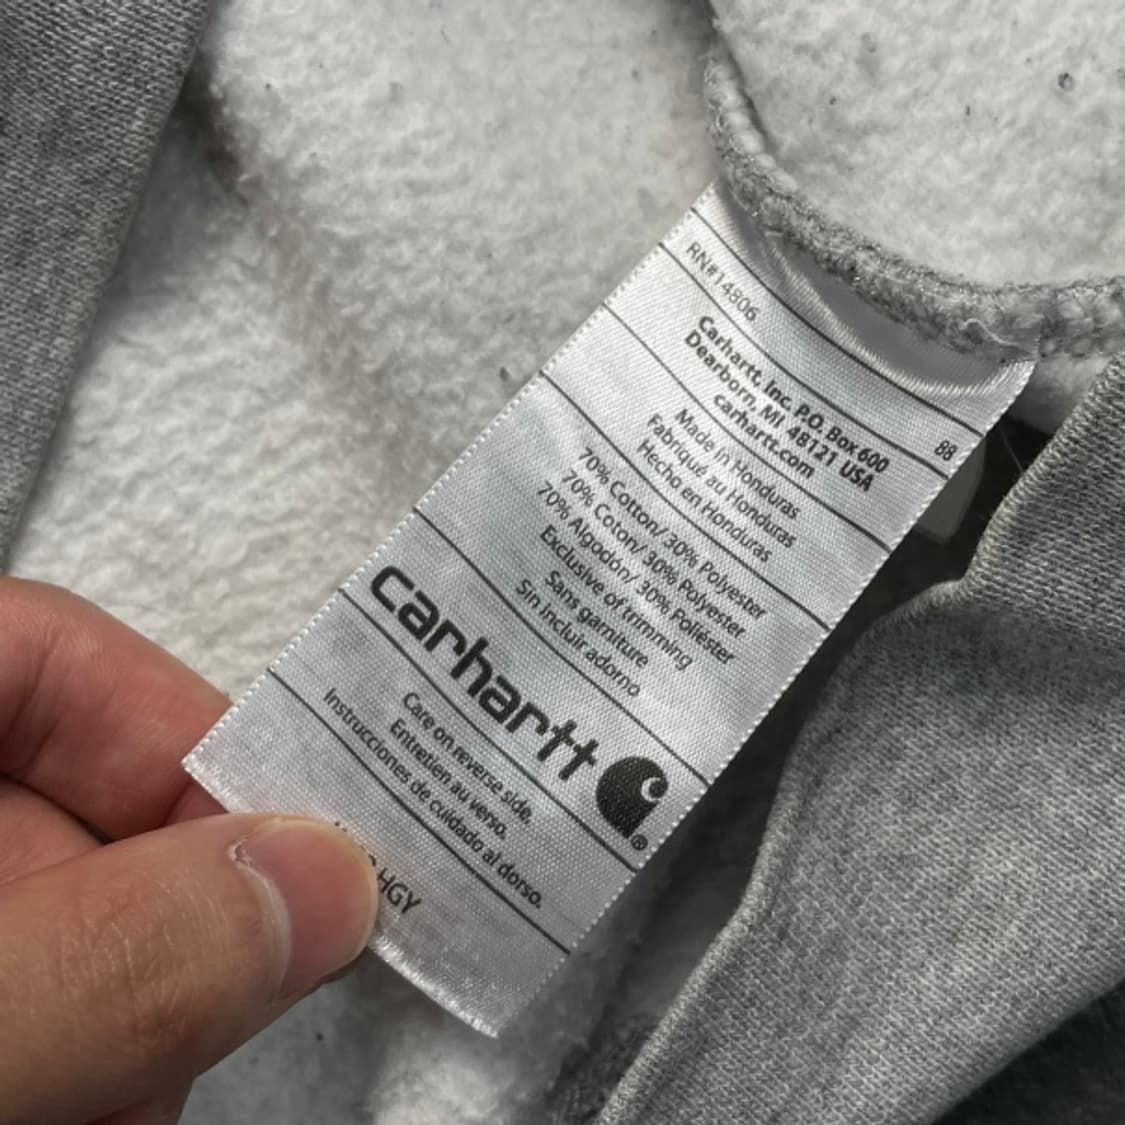 RN#14806
88
Carhartt, Inc. P.O. Box 600
Dearborn, MI 48121 USA
carhartt.com
Made in Honduras
Fabriqué au Honduras
Hecho en Honduras
70% Cotton/ 30% Polyester
70% Coton/ 30% Polyester
70% Algodon/ 30% Poliéster
Exclusive of trimming
Sans garniture
Sin incluir adorno
carhartt
®
Care on reverse side.
Entretien au verso.
Instrucciones de cuidado al dorso.
HGY